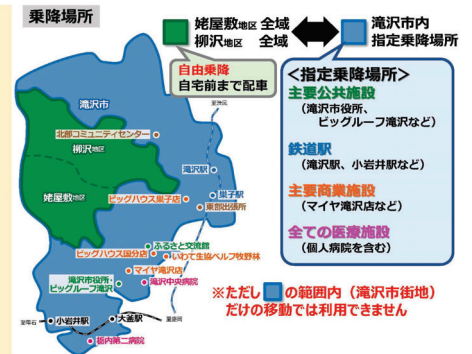 乗降場所
姥屋敷地区 全域
柳沢地区 全域
滝沢市内
指定乗降場所
自由乗降
自宅前まで配車
<指定乗降場所>
主要公共施設
(滝沢市役所、
ビッグルーフ滝沢など)
鉄道駅
(滝沢駅、小岩井駅など)
主要商業施設
(マイヤ滝沢店など)
全ての医療施設
(個人病院を含む)
滝沢市
北部コミュニティセンター
柳沢地区
滝沢駅
姥屋敷地区
巣子駅
ビッグハウス巣子店
東部出張所
ふるさと交流館
ビッグハウス国分店
いわて生協ベルフ牧野林
マイヤ滝沢店
滝沢市役所・
ビッグルーフ滝沢
滝沢中央病院
至雫石
小岩井駅
大釜駅
至盛岡
栃内第二病院
※ただし の範囲内(滝沢市街地)
だけの移動では利用できません